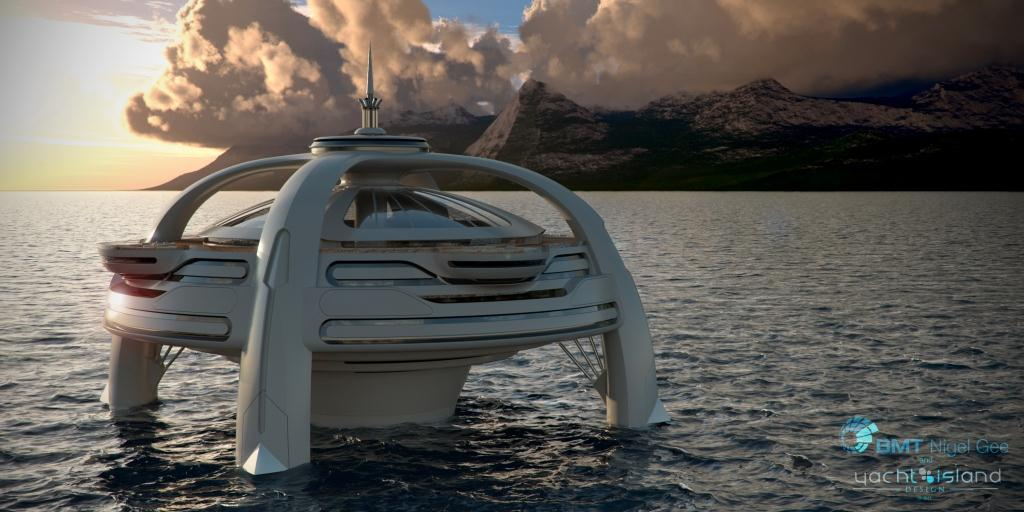 BMT Nigel Gee
and
yacht island
DESIGN